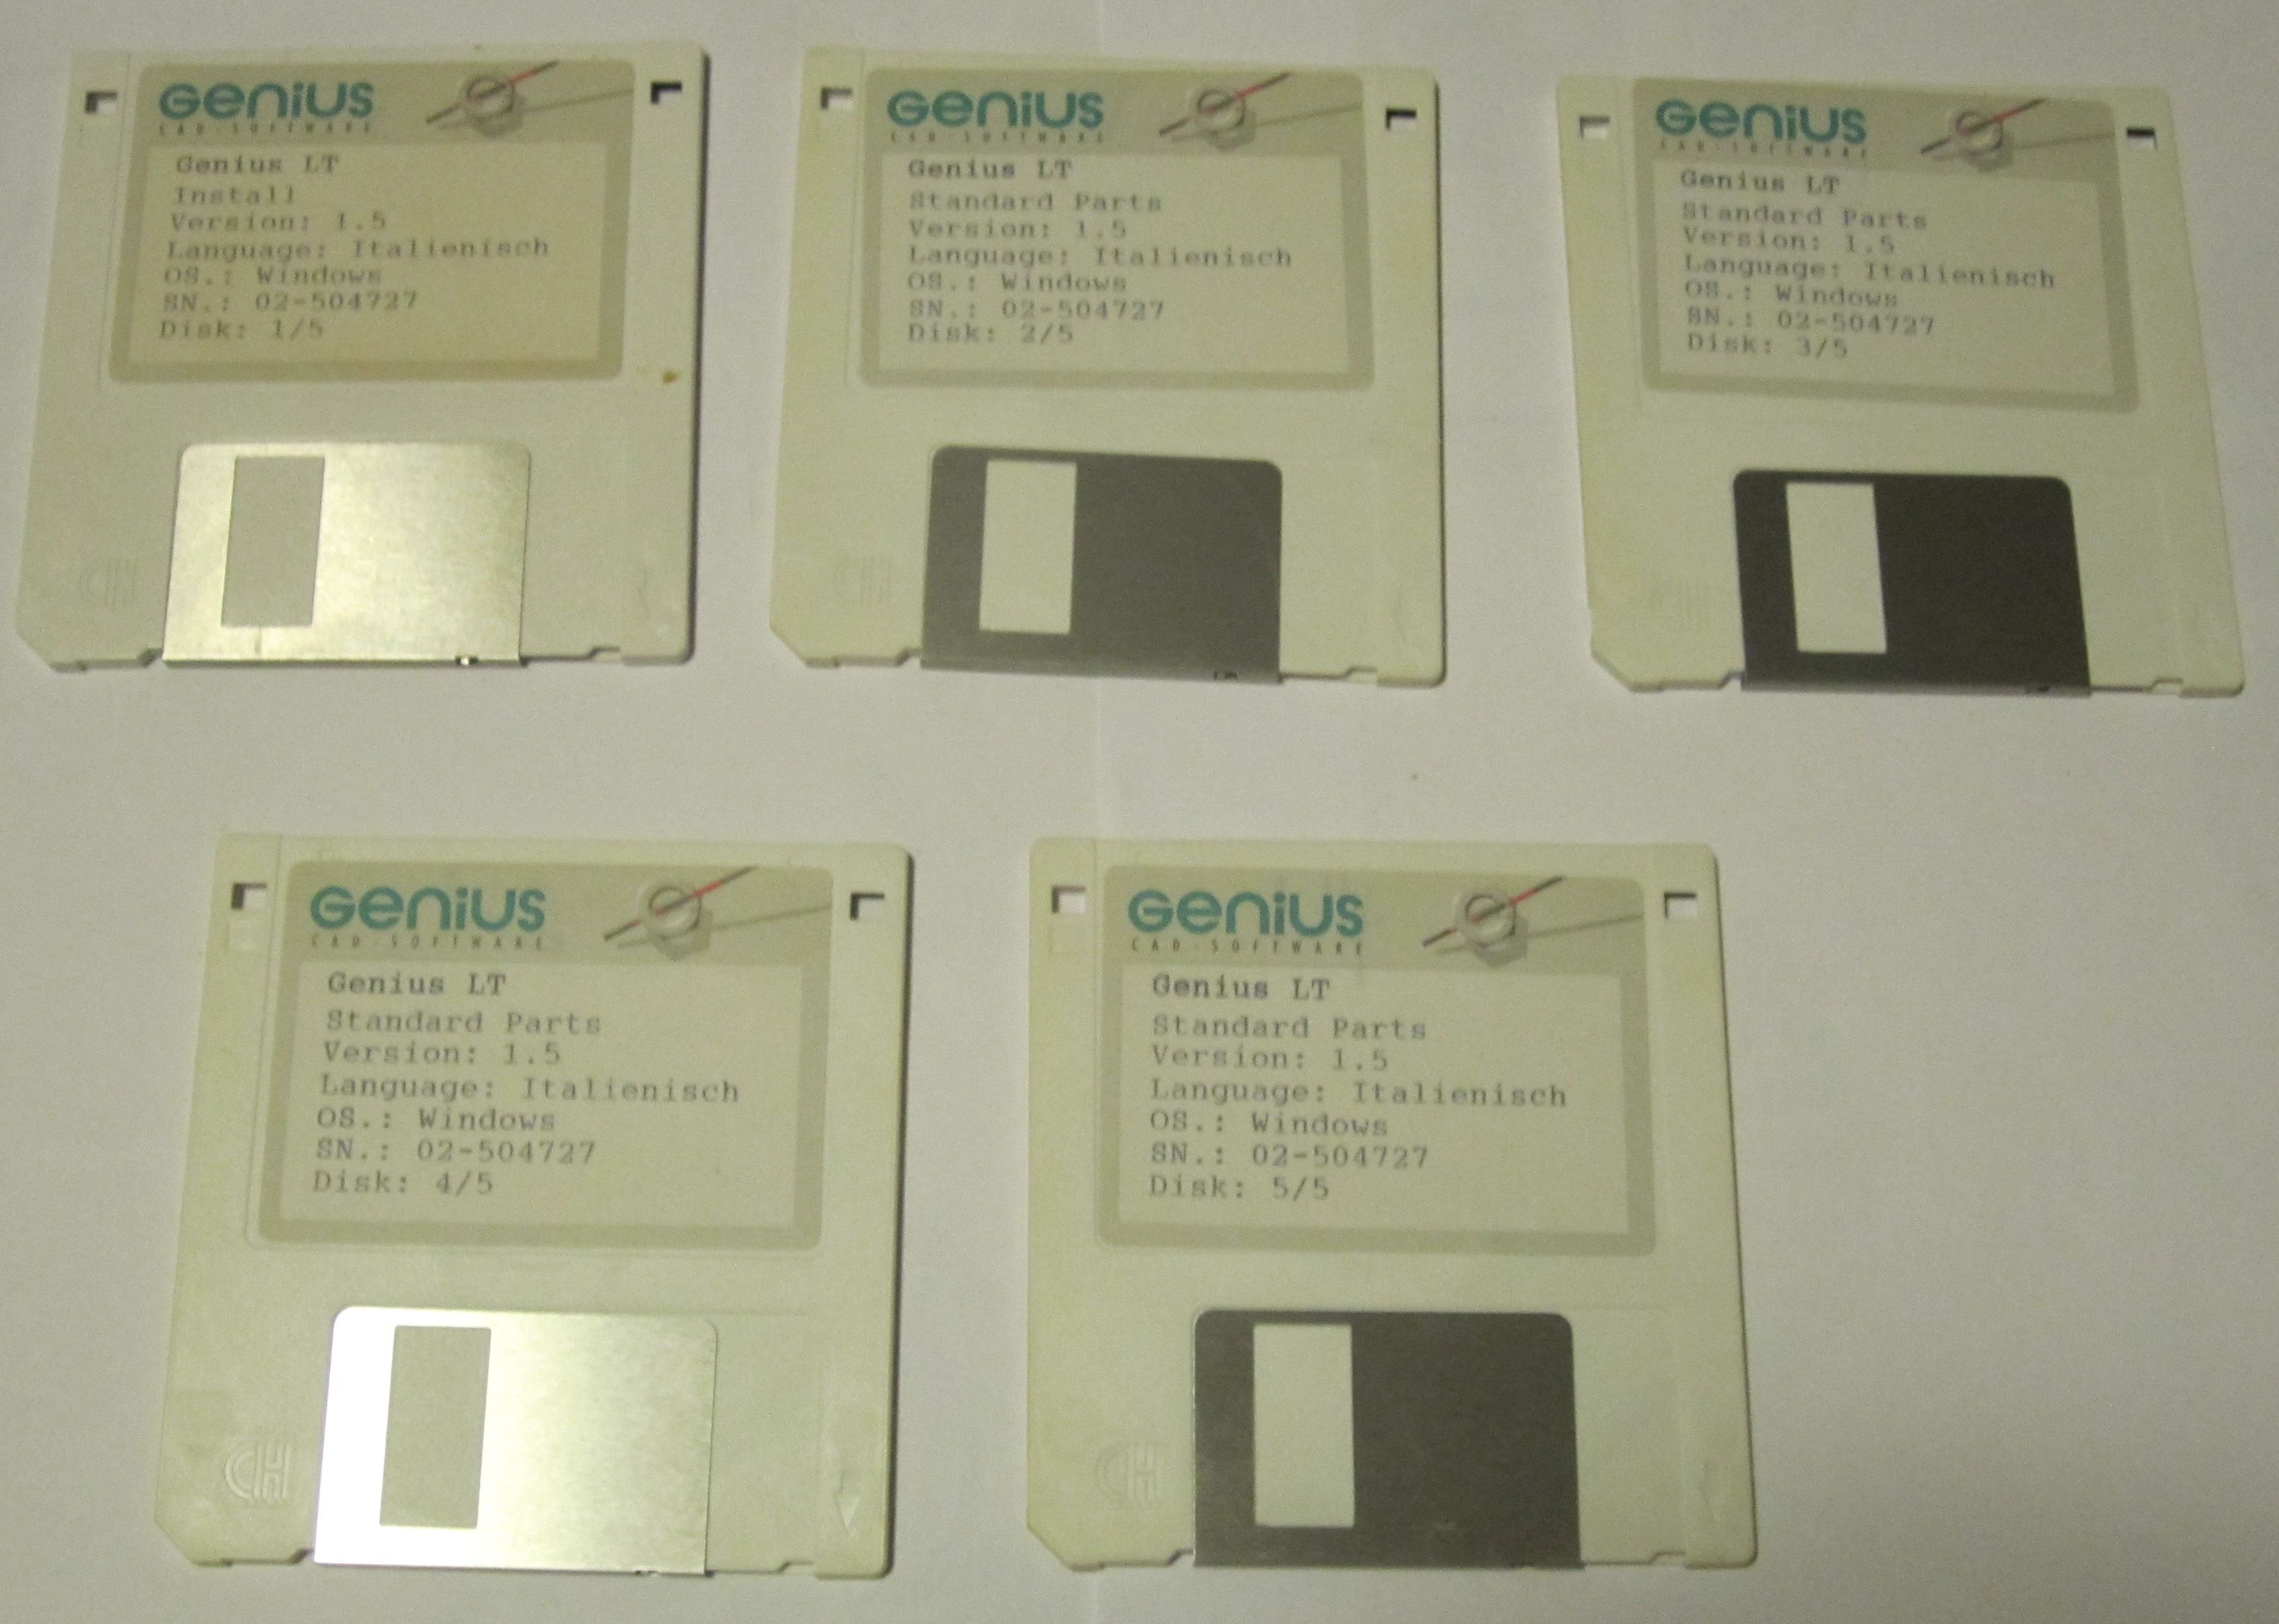 Genius
CAD-SOFTWARE
Genius LT
Install
Version: 1.5
Language: Italienisch
OS.: Windows
SN.: 02-504727
Disk: 1/5
Genius
CAD-SOFTWARE
Genius LT
Standard Parts
Version: 1.5
Language: Italienisch
OS.: Windows
SN.: 02-504727
Disk: 2/5
Genius
CAD-SOFTWARE
Genius LT
Standard Parts
Version: 1.5
Language: Italienisch
OS.: Windows
SN.: 02-504727
Disk: 3/5
Genius
CAD-SOFTWARE
Genius LT
Standard Parts
Version: 1.5
Language: Italienisch
OS.: Windows
SN.: 02-504727
Disk: 4/5
Genius
CAD-SOFTWARE
Genius LT
Standard Parts
Version: 1.5
Language: Italienisch
OS.: Windows
SN.: 02-504727
Disk: 5/5